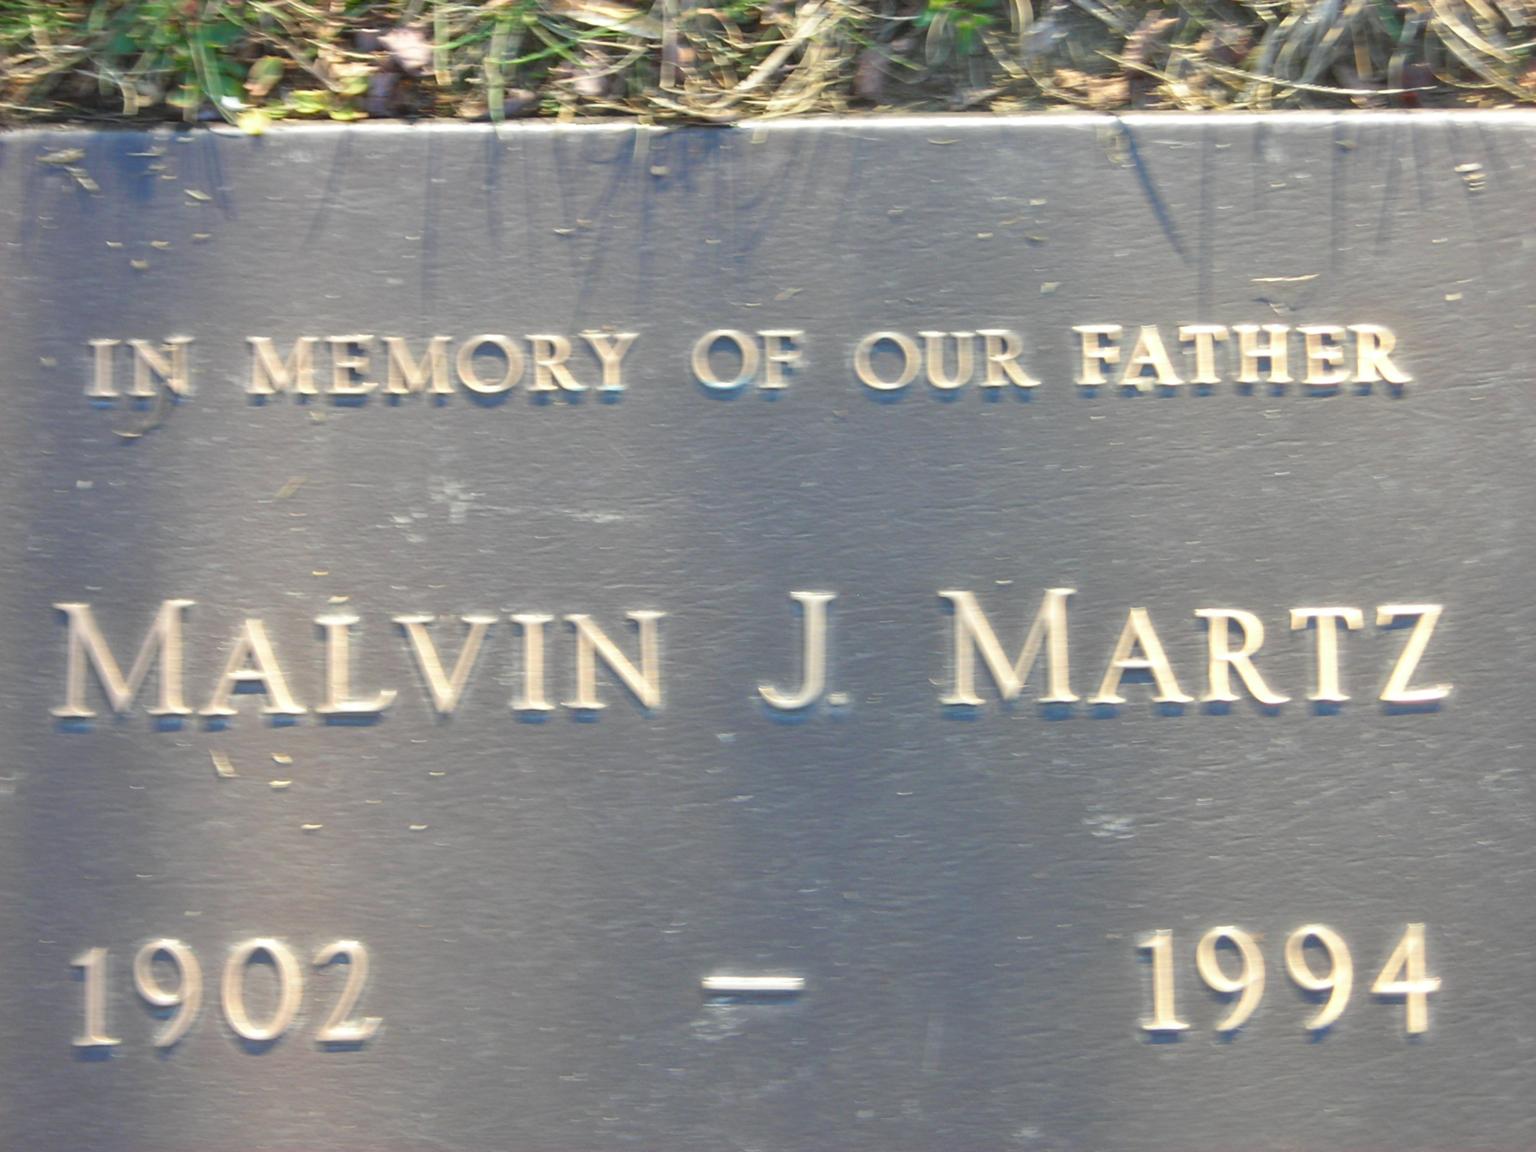 IN MEMORY OF OUR FATHER
MALVIN J. MARTZ
1902 – 1994